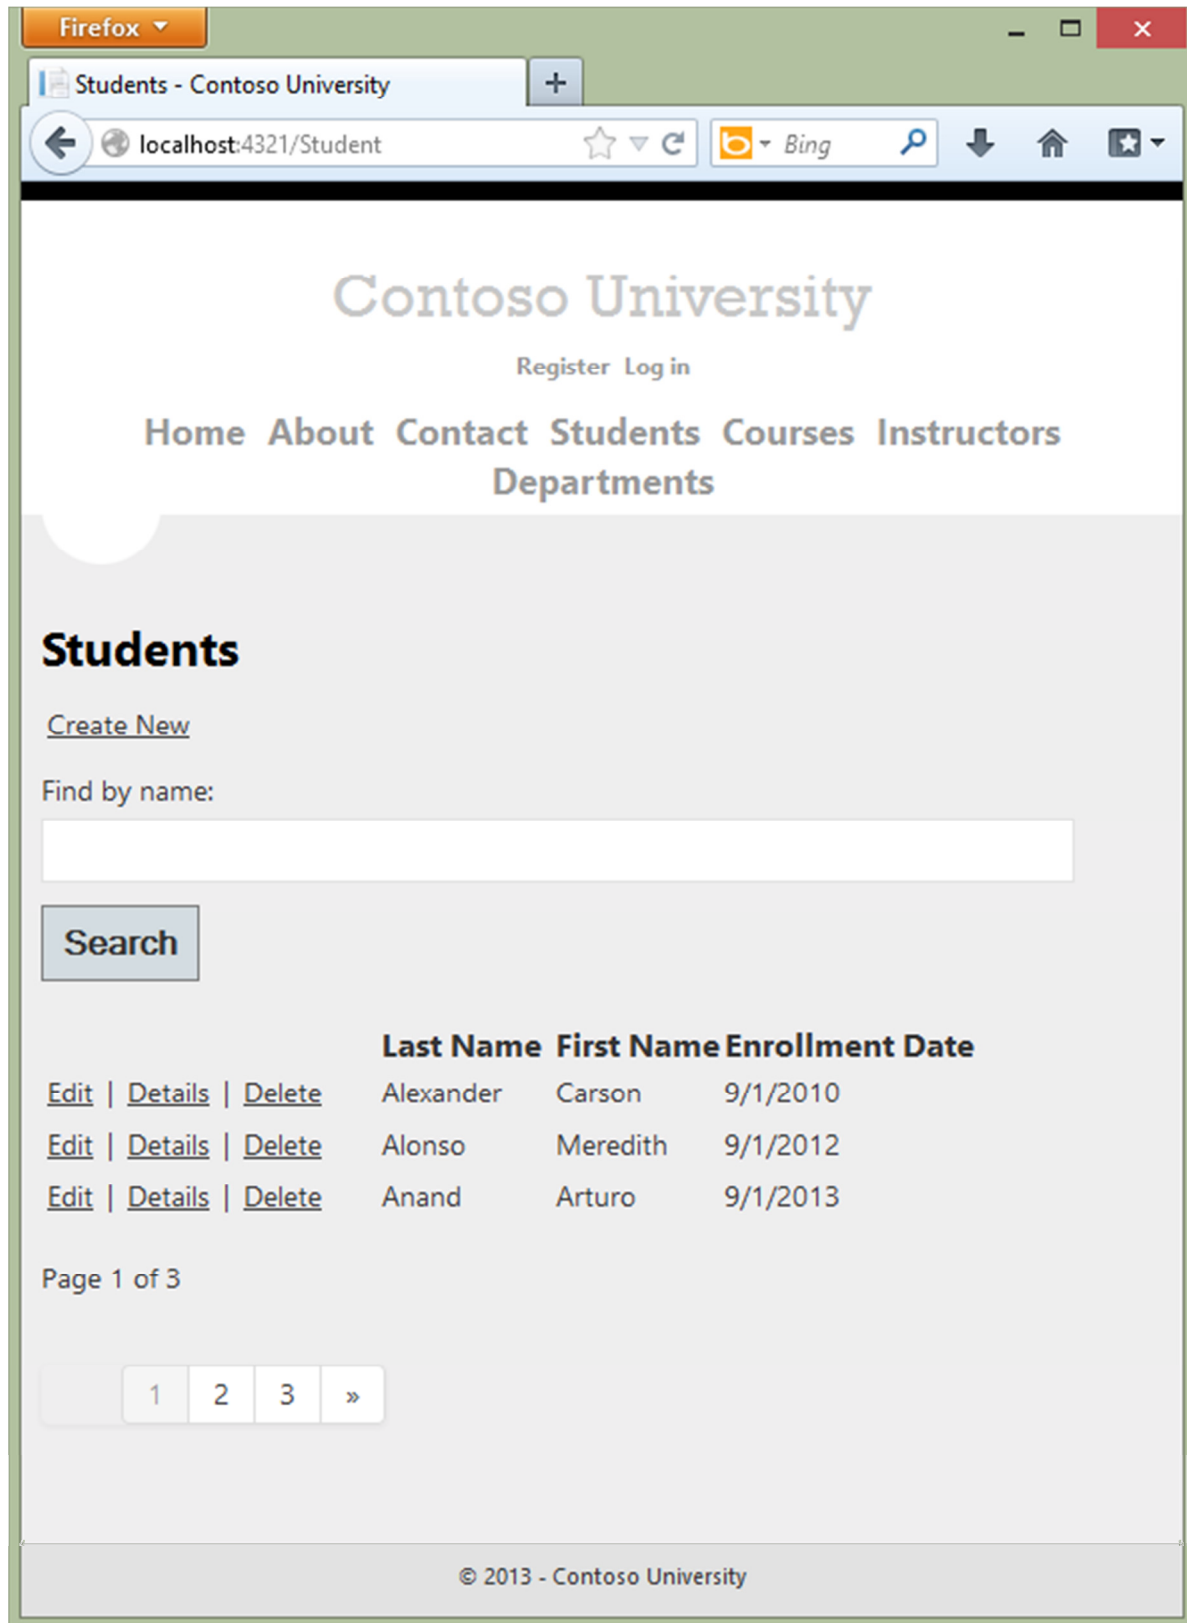 Firefox
Students - Contoso University
localhost:4321/Student
Bing
Contoso University
Register Log in
Home About Contact Students Courses Instructors
Departments
Students
Create New
Find by name:
Search
Last Name First Name Enrollment Date
Edit | Details | Delete Alexander Carson 9/1/2010
Edit | Details | Delete Alonso Meredith 9/1/2012
Edit | Details | Delete Anand Arturo 9/1/2013
Page 1 of 3
1 2 3 »
© 2013 - Contoso University